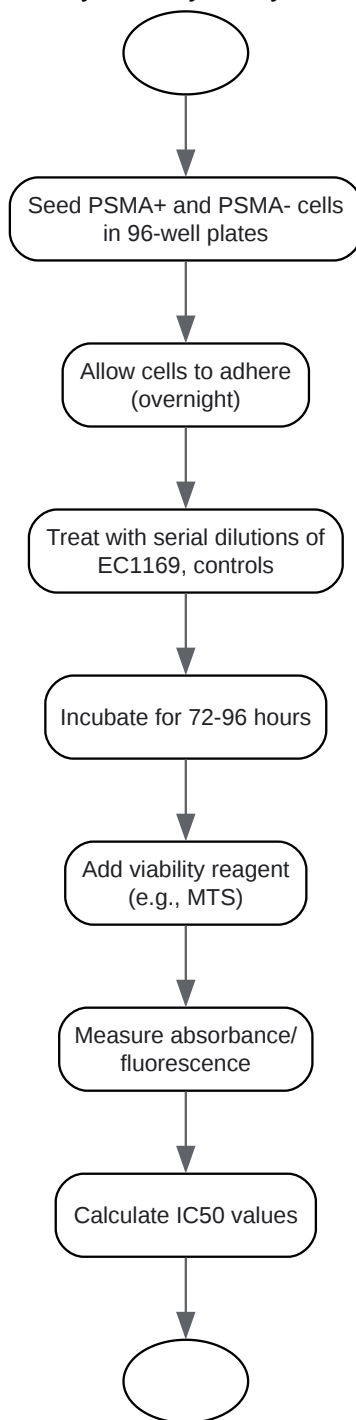 Seed PSMA+ and PSMA- cells
in 96-well plates
Allow cells to adhere
(overnight)
Treat with serial dilutions of
EC1169, controls
Incubate for 72-96 hours
Add viability reagent
(e.g., MTS)
Measure absorbance/
fluorescence
Calculate IC50 values